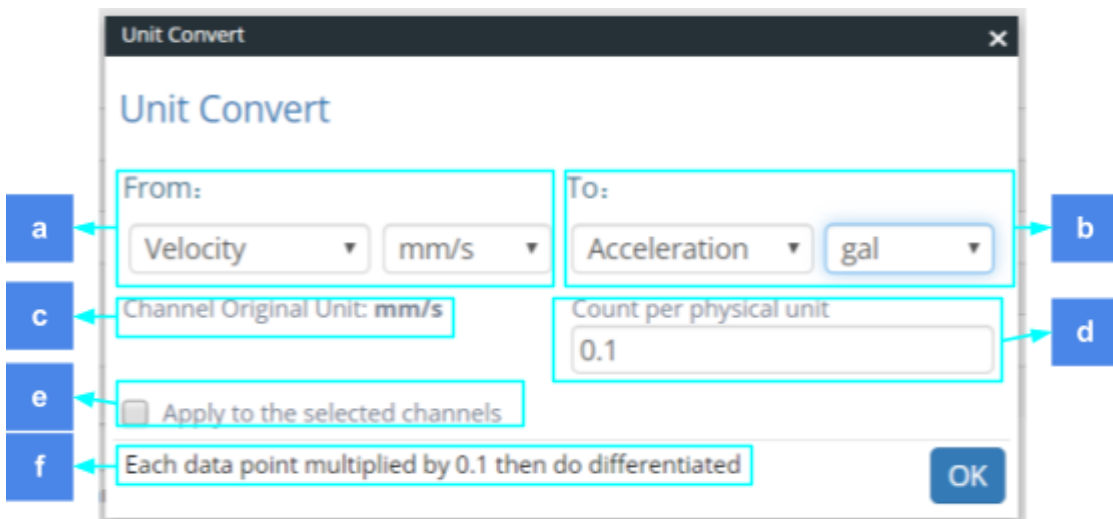 Unit Convert ×
Unit Convert
From:
To:
a
Velocity mm/s
Acceleration gal
b
c
Channel Original Unit: mm/s
Count per physical unit
0.1
d
e
Apply to the selected channels
f
Each data point multiplied by 0.1 then do differentiated
OK